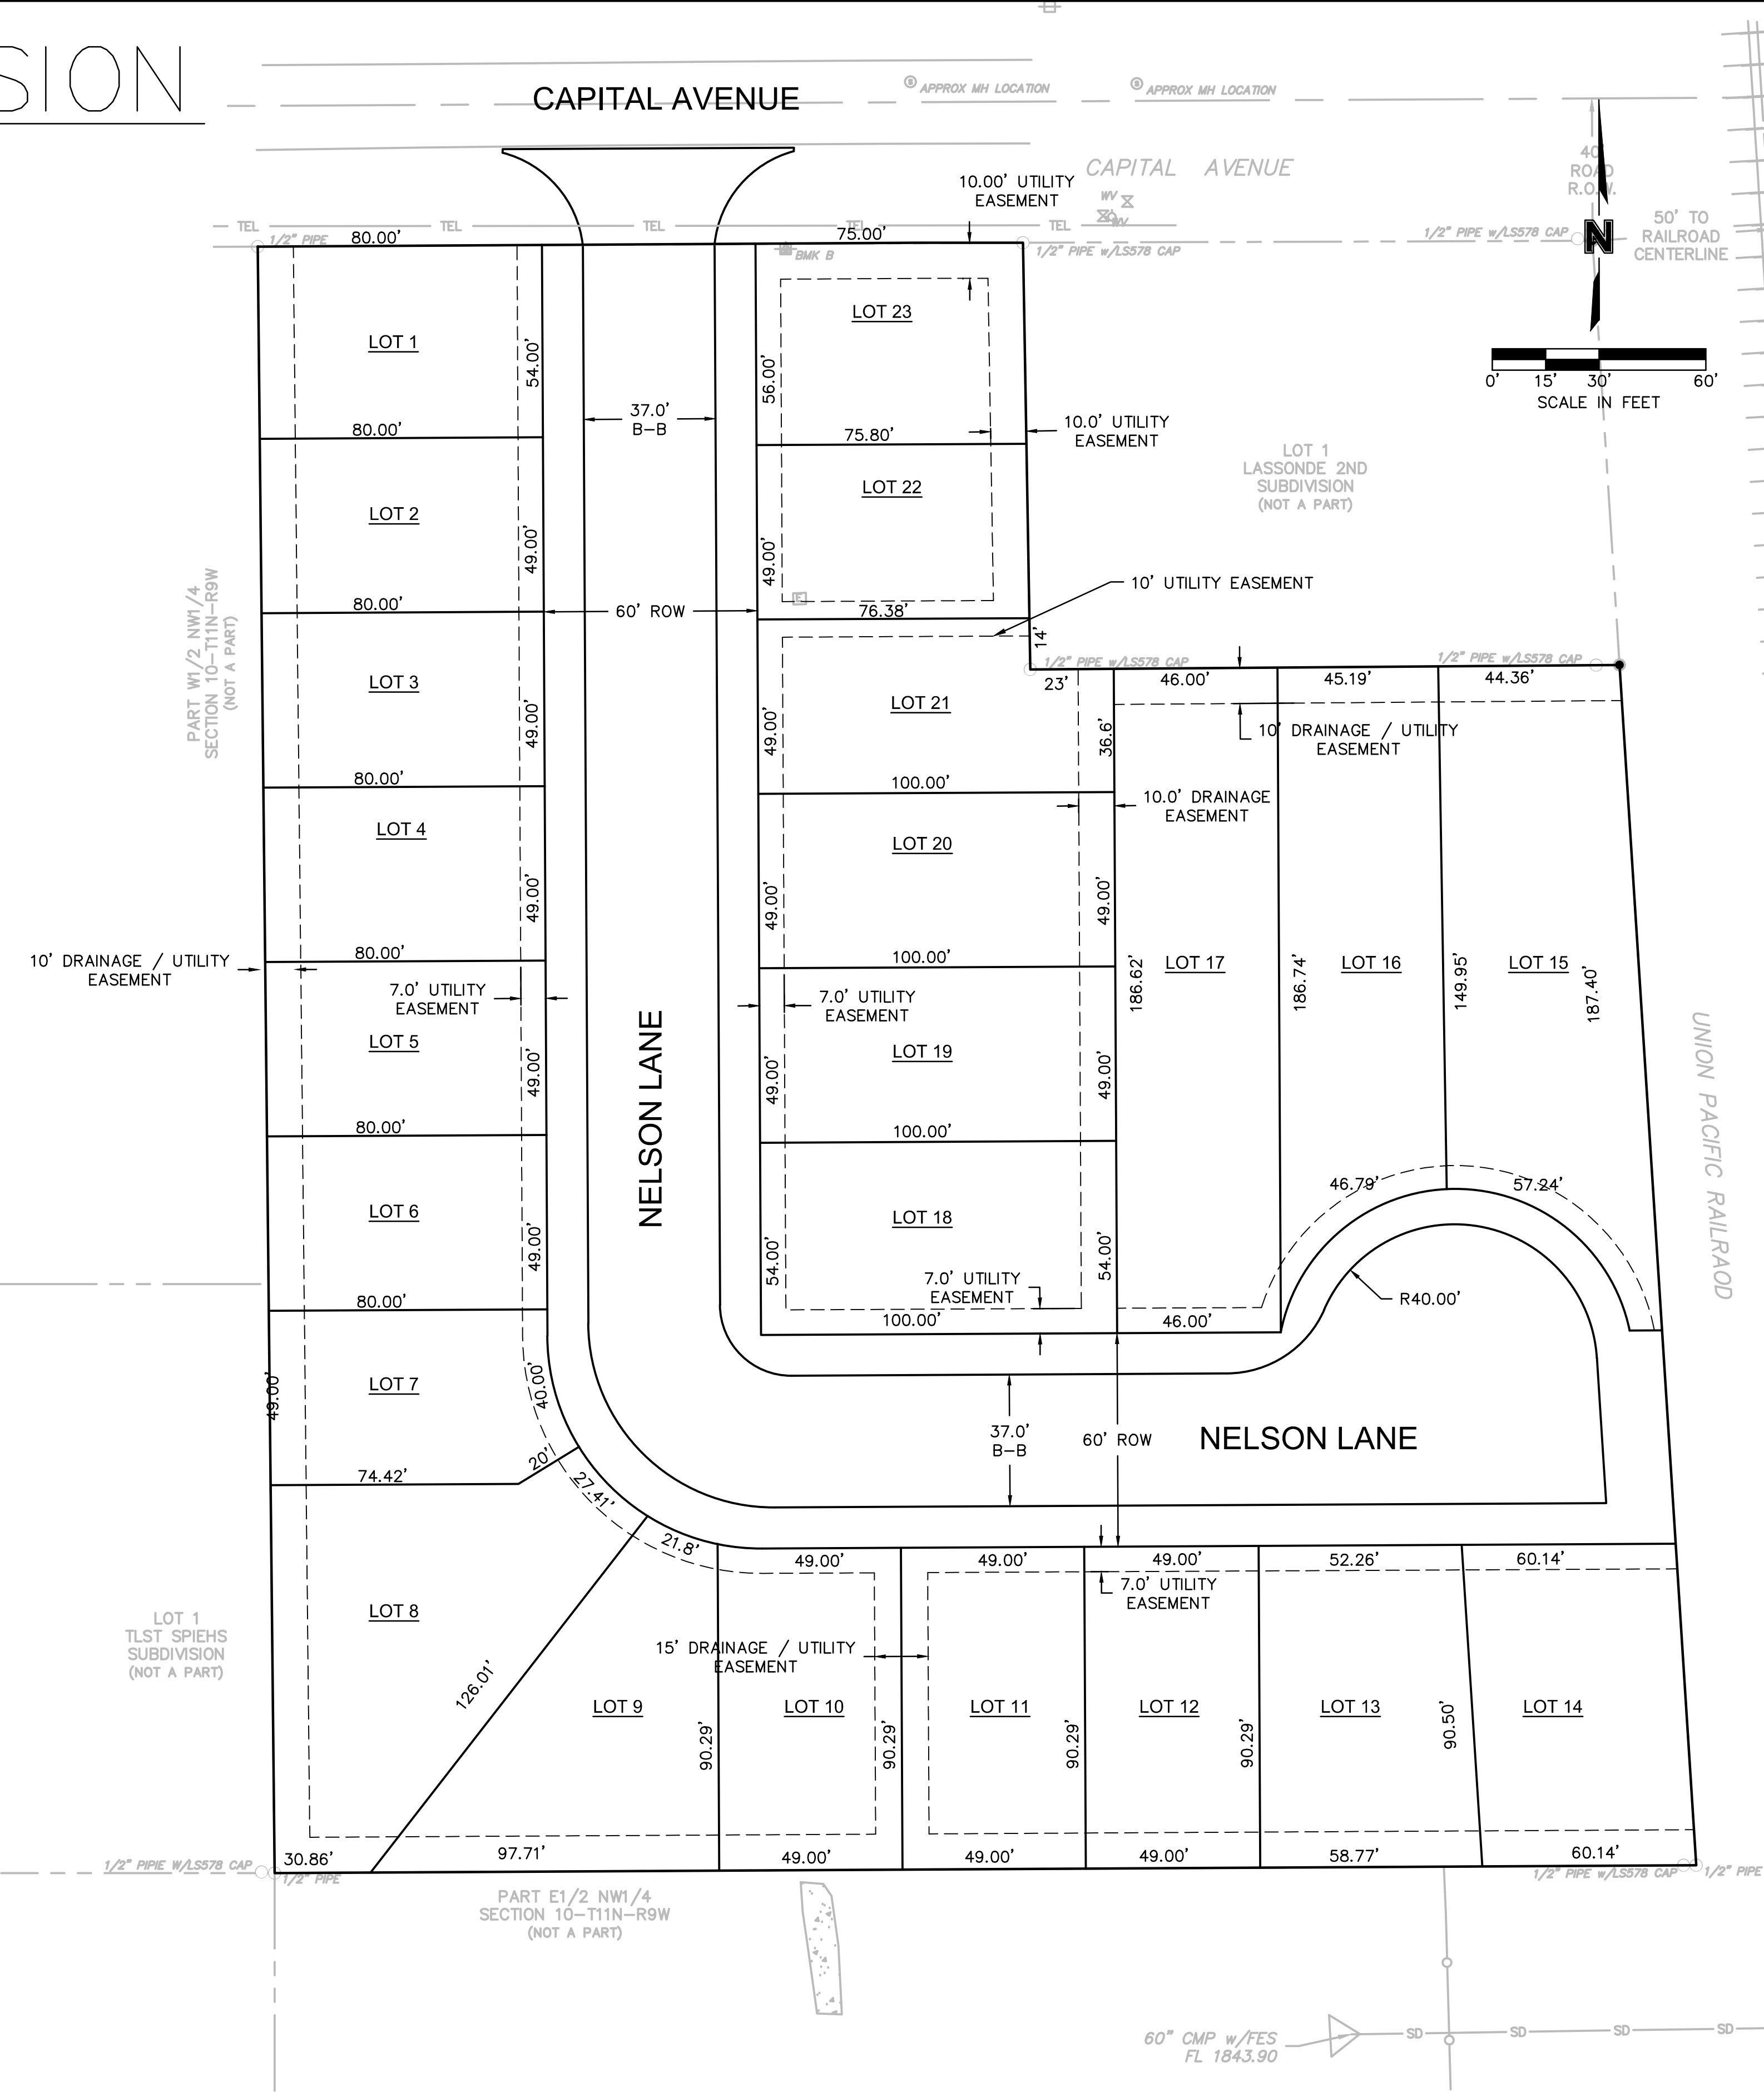 SION
CAPITAL AVENUE
APPROX MH LOCATION
APPROX MH LOCATION
CAPITAL AVENUE
WV
WV
40'
ROAD
R.O.W.
50' TO
RAILROAD
CENTERLINE
N
0' 15' 30' 60'
SCALE IN FEET
10.00' UTILITY
EASEMENT
TEL TEL TEL TEL TEL
1/2" PIPE
80.00'
75.00'
BMK B
1/2" PIPE w/LS578 CAP
1/2" PIPE w/LS578 CAP
LOT 1
54.00'
80.00'
37.0'
B-B
LOT 23
56.00'
75.80'
10.0' UTILITY
EASEMENT
LOT 1
LASSONDE 2ND
SUBDIVISION
(NOT A PART)
LOT 2
49.00'
80.00'
LOT 22
49.00'
E
76.38'
60' ROW
10' UTILITY EASEMENT
14'
PART W1/2 NW1/4
SECTION 10-T11N-R9W
(NOT A PART)
LOT 3
49.00'
80.00'
1/2" PIPE w/LS578 CAP
1/2" PIPE w/LS578 CAP
23'
46.00'
45.19'
44.36'
LOT 21
49.00'
36.6'
100.00'
10' DRAINAGE / UTILITY
EASEMENT
10.0' DRAINAGE
EASEMENT
LOT 4
49.00'
80.00'
LOT 20
49.00'
49.00'
100.00'
10' DRAINAGE / UTILITY
EASEMENT
7.0' UTILITY
EASEMENT
7.0' UTILITY
EASEMENT
LOT 17
186.62'
186.74'
LOT 16
149.95'
LOT 15
187.40'
UNION PACIFIC RAILRAOD
LOT 5
49.00'
80.00'
NELSON LANE
LOT 19
49.00'
49.00'
100.00'
LOT 6
49.00'
80.00'
LOT 18
54.00'
54.00'
7.0' UTILITY
EASEMENT
100.00'
46.00'
46.79'
57.24'
R40.00'
LOT 7
49.00'
40.00'
74.42'
20'
27.41'
21.8'
37.0'
B-B
60' ROW
NELSON LANE
49.00'
49.00'
49.00'
52.26'
60.14'
7.0' UTILITY
EASEMENT
LOT 1
TLST SPIEHS
SUBDIVISION
(NOT A PART)
LOT 8
126.01'
15' DRAINAGE / UTILITY
EASEMENT
LOT 9
90.29'
LOT 10
90.29'
LOT 11
90.29'
LOT 12
90.29'
LOT 13
90.50'
LOT 14
1/2" PIPIE W/LS578 CAP
30.86'
97.71'
49.00'
49.00'
49.00'
58.77'
60.14'
1/2" PIPE
1/2" PIPE w/LS578 CAP
1/2" PIPE
PART E1/2 NW1/4
SECTION 10-T11N-R9W
(NOT A PART)
60" CMP w/FES
FL 1843.90
SD SD SD SD